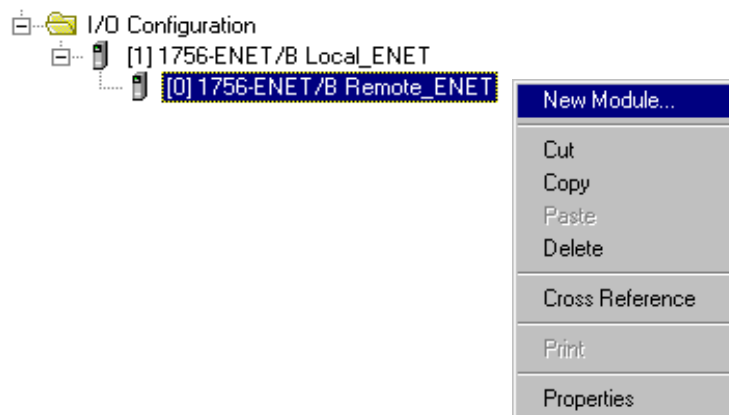 I/O Configuration
[1] 1756-ENET/B Local_ENET
[0] 1756-ENET/B Remote_ENET
New Module...
Cut
Copy
Paste
Delete
Cross Reference
Print
Properties